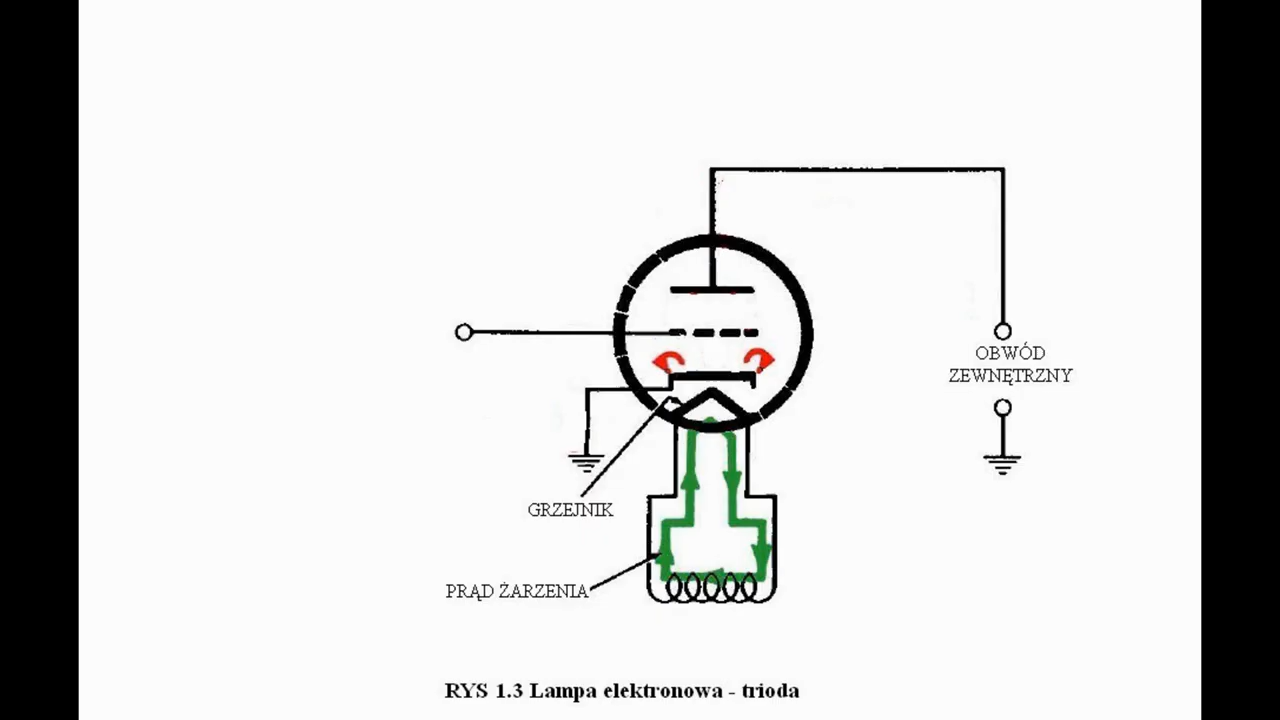 OBWÓD
ZEWNĘTRZNY
GRZEJNIK
PRĄD ŻARZENIA
RYS 1.3 Lampa elektronowa - trioda